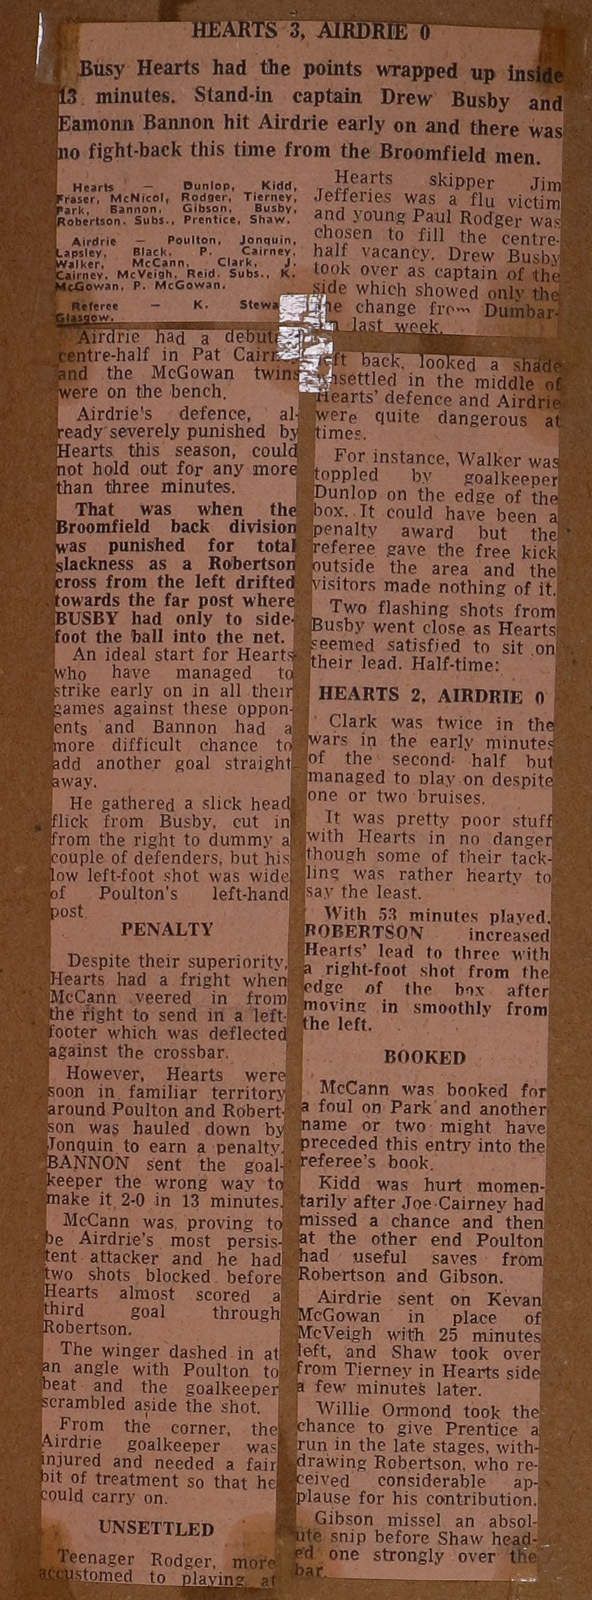 HEARTS 3, AIRDRIE 0
Busy Hearts had the points wrapped up inside
13 minutes. Stand-in captain Drew Busby and
Eamonn Bannon hit Airdrie early on and there was
no fight-back this time from the Broomfield men.
Hearts — Dunlop, Kidd,
Fraser, McNicol, Rodger, Tierney,
Park, Bannon, Gibson, Busby,
Robertson. Subs., Prentice, Shaw.
Airdrie — Poulton, Jonquin,
Lapsley, Black, P. Cairney,
Walker, McCann, Clark, J.
Cairney, McVeigh, Reid. Subs., K.
McGowan, P. McGowan.
Referee — K. Stewa
Glasgow.
Hearts skipper Jim
Jefferies was a flu victim
and young Paul Rodger was
chosen to fill the centre-
half vacancy. Drew Busby
took over as captain of the
side which showed only the
change from Dumbar-
last week.
Airdrie had a debut
centre-half in Pat Cairn
and the McGowan twins
were on the bench.
Airdrie's defence, al-
ready severely punished by
Hearts this season, could
not hold out for any more
than three minutes.
That was when the
Broomfield back division
was punished for total
slackness as a Robertson
cross from the left drifted
towards the far post where
BUSBY had only to side-
foot the ball into the net.
An ideal start for Hearts
who have managed to
strike early on in all their
games against these oppon-
ents and Bannon had a
more difficult chance to
add another goal straight
away.
He gathered a slick head
flick from Busby, cut in
from the right to dummy a
couple of defenders, but his
low left-foot shot was wide
of Poulton's left-hand
post
PENALTY
Despite their superiority,
Hearts had a fright when
McCann veered in from
the right to send in a left-
footer which was deflected
against the crossbar.
However, Hearts were
soon in familiar territory
around Poulton and Robert-
son was hauled down by
Jonquin to earn a penalty.
BANNON sent the goal-
keeper the wrong way to
make it 2-0 in 13 minutes.
McCann was proving to
be Airdrie's most persis-
tent attacker and he had
two shots blocked before
Hearts almost scored a
third goal through
Robertson.
The winger dashed in at
an angle with Poulton to
beat and the goalkeeper
scrambled aside the shot.
From the corner, the
Airdrie goalkeeper was
injured and needed a fair
bit of treatment so that he
could carry on.
UNSETTLED
Teenager Rodger, more
accustomed to playing at
left back, looked a shade
unsettled in the middle of
Hearts' defence and Airdrie
were quite dangerous at
times.
For instance, Walker was
toppled by goalkeeper
Dunlop on the edge of the
box. It could have been a
penalty award but the
referee gave the free kick
outside the area and the
visitors made nothing of it.
Two flashing shots from
Busby went close as Hearts
seemed satisfied to sit on
their lead. Half-time:
HEARTS 2, AIRDRIE 0
Clark was twice in the
wars in the early minutes
of the second half but
managed to play on despite
one or two bruises.
It was pretty poor stuff
with Hearts in no danger
though some of their tack-
ling was rather hearty to
say the least.
With 53 minutes played,
ROBERTSON increased
Hearts' lead to three with
a right-foot shot from the
edge of the box after
moving in smoothly from
the left.
BOOKED
McCann was booked for
a foul on Park and another
name or two might have
preceded this entry into the
referee's book.
Kidd was hurt momen-
tarily after Joe Cairney had
missed a chance and then
at the other end Poulton
had useful saves from
Robertson and Gibson.
Airdrie sent on Kevan
McGowan in place of
McVeigh with 25 minutes
left, and Shaw took over
from Tierney in Hearts side
a few minutes later.
Willie Ormond took the
chance to give Prentice a
run in the late stages, with-
drawing Robertson, who re-
ceived considerable ap-
plause for his contribution.
Gibson missel an absol-
ute snip before Shaw head-
ed one strongly over the
bar.